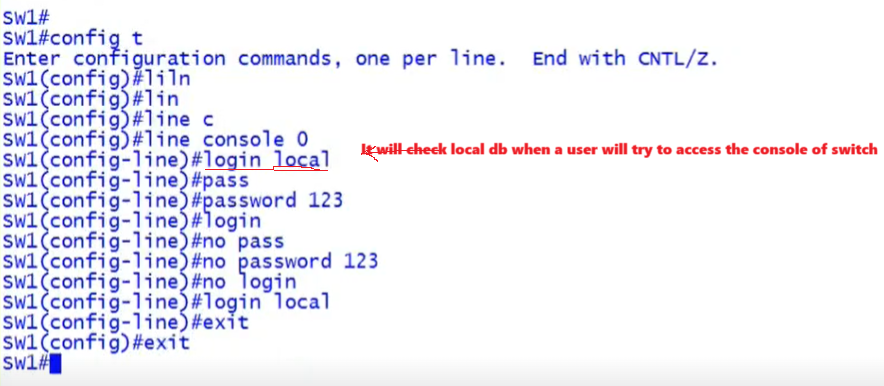 SW1#
SW1#config t
Enter configuration commands, one per line.  End with CNTL/Z.
SW1(config)#liln
SW1(config)#lin
SW1(config)#line c
SW1(config)#line console 0
SW1(config-line)#login local
It will check local db when a user will try to access the console of switch
SW1(config-line)#pass
SW1(config-line)#password 123
SW1(config-line)#login
SW1(config-line)#no pass
SW1(config-line)#no password 123
SW1(config-line)#no login
SW1(config-line)#login local
SW1(config-line)#exit
SW1(config)#exit
SW1#